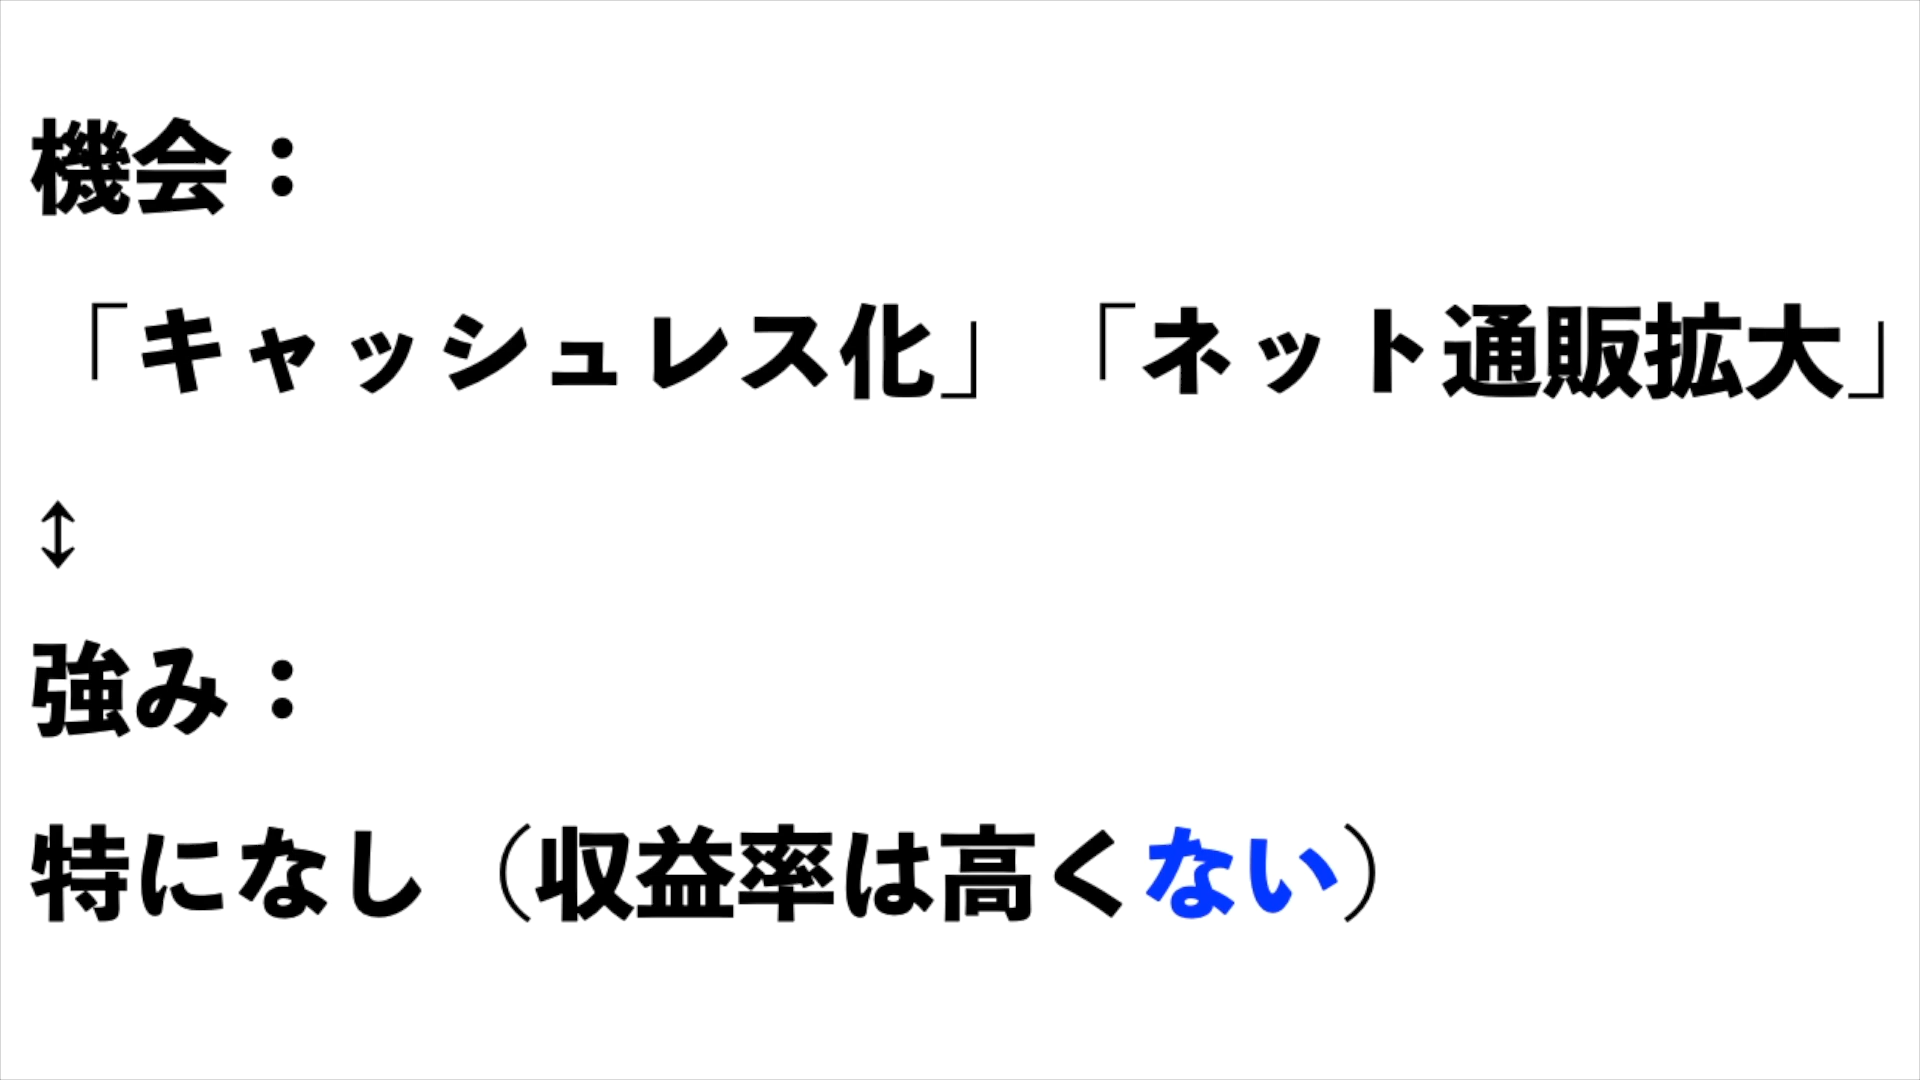 機会：
「キャッシュレス化」「ネット通販拡大」
↕
強み：
特になし（収益率は高くない）